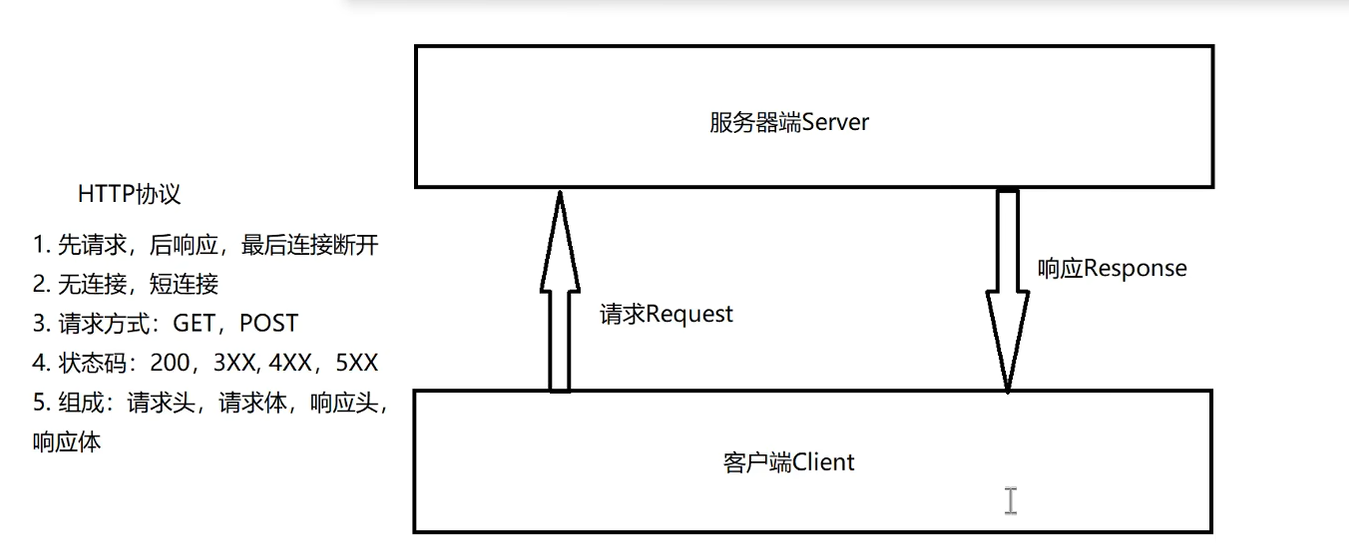 服务器端Server
HTTP协议
1. 先请求，后响应，最后连接断开
2. 无连接，短连接
3. 请求方式：GET，POST
4. 状态码：200，3XX, 4XX，5XX
5. 组成：请求头，请求体，响应头，
响应体
请求Request
响应Response
客户端Client